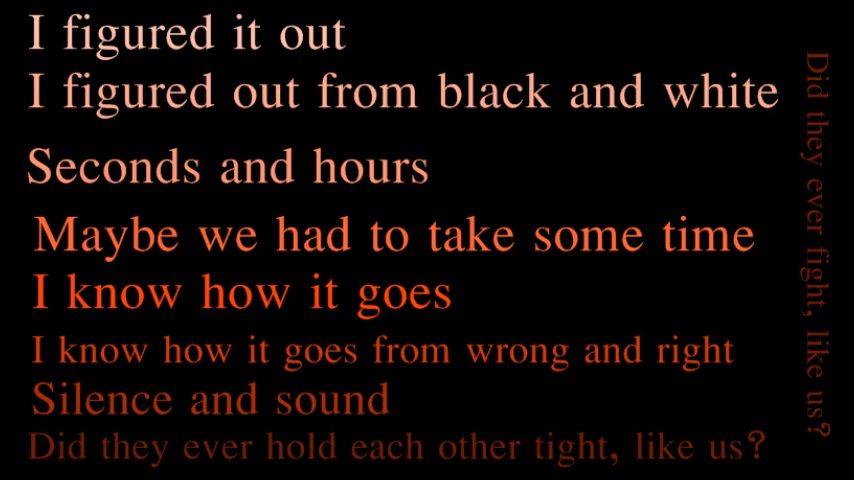 I figured it out
I figured out from black and white
Seconds and hours
Maybe we had to take some time
I know how it goes
I know how it goes from wrong and right
Silence and sound
Did they ever hold each other tight, like us?
Did they ever fight, like us?